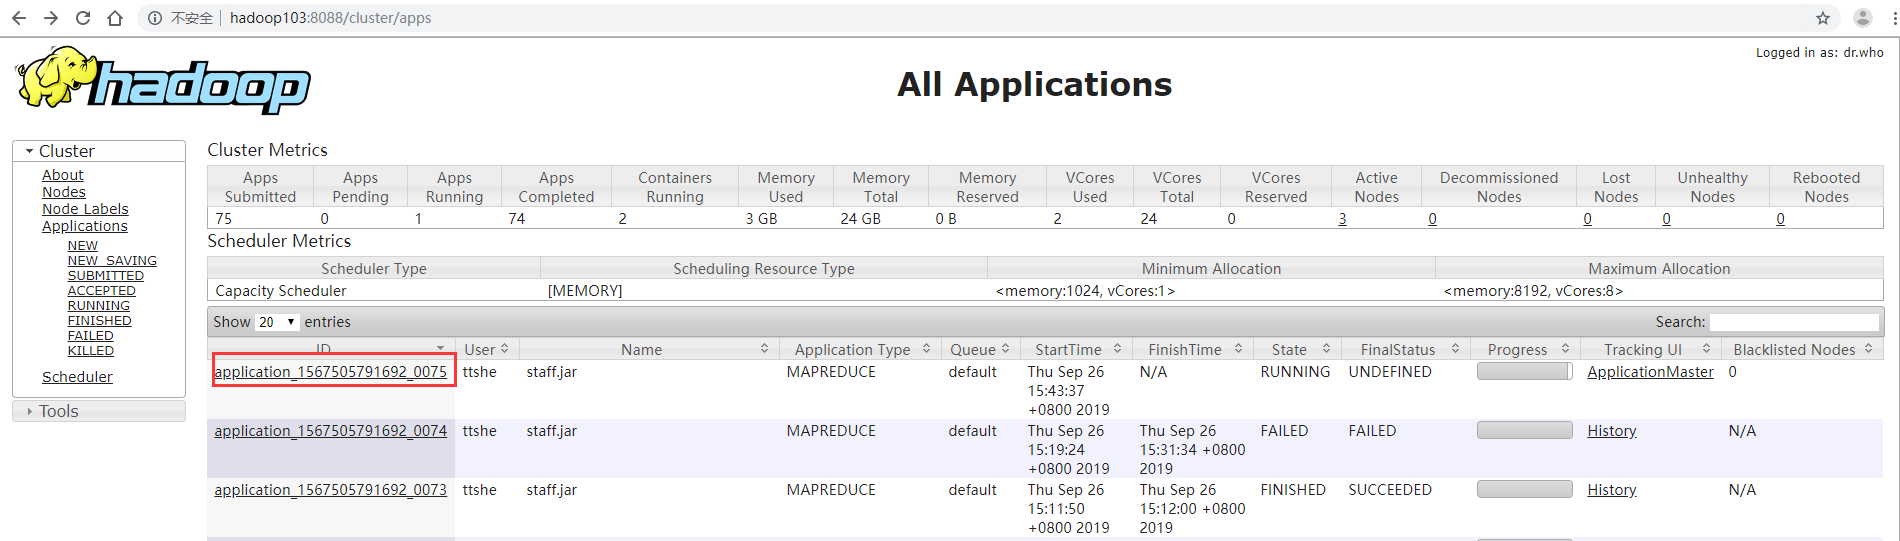 不安全 | hadoop103:8088/cluster/apps
Logged in as: dr.who
hadoop
All Applications
Cluster
About
Nodes
Node Labels
Applications
NEW
NEW_SAVING
SUBMITTED
ACCEPTED
RUNNING
FINISHED
FAILED
KILLED
Scheduler
Tools
Cluster Metrics
Apps Submitted Apps Pending Apps Running Apps Completed Containers Running Memory Used Memory Total Memory Reserved VCores Used VCores Total VCores Reserved Active Nodes Decommissioned Nodes Lost Nodes Unhealthy Nodes Rebooted Nodes
75 0 1 74 2 3 GB 24 GB 0 B 2 24 0 3 0 0 0 0
Scheduler Metrics
Scheduler Type Scheduling Resource Type Minimum Allocation Maximum Allocation
Capacity Scheduler [MEMORY] <memory:1024, vCores:1> <memory:8192, vCores:8>
Show 20 entries Search:
ID User Name Application Type Queue StartTime FinishTime State FinalStatus Progress Tracking UI Blacklisted Nodes
application_1567505791692_0075 ttshe staff.jar MAPREDUCE default Thu Sep 26 15:43:37 +0800 2019 N/A RUNNING UNDEFINED ApplicationMaster 0
application_1567505791692_0074 ttshe staff.jar MAPREDUCE default Thu Sep 26 15:19:24 +0800 2019 Thu Sep 26 15:31:34 +0800 2019 FAILED FAILED History N/A
application_1567505791692_0073 ttshe staff.jar MAPREDUCE default Thu Sep 26 15:11:50 +0800 2019 Thu Sep 26 15:12:00 +0800 2019 FINISHED SUCCEEDED History N/A